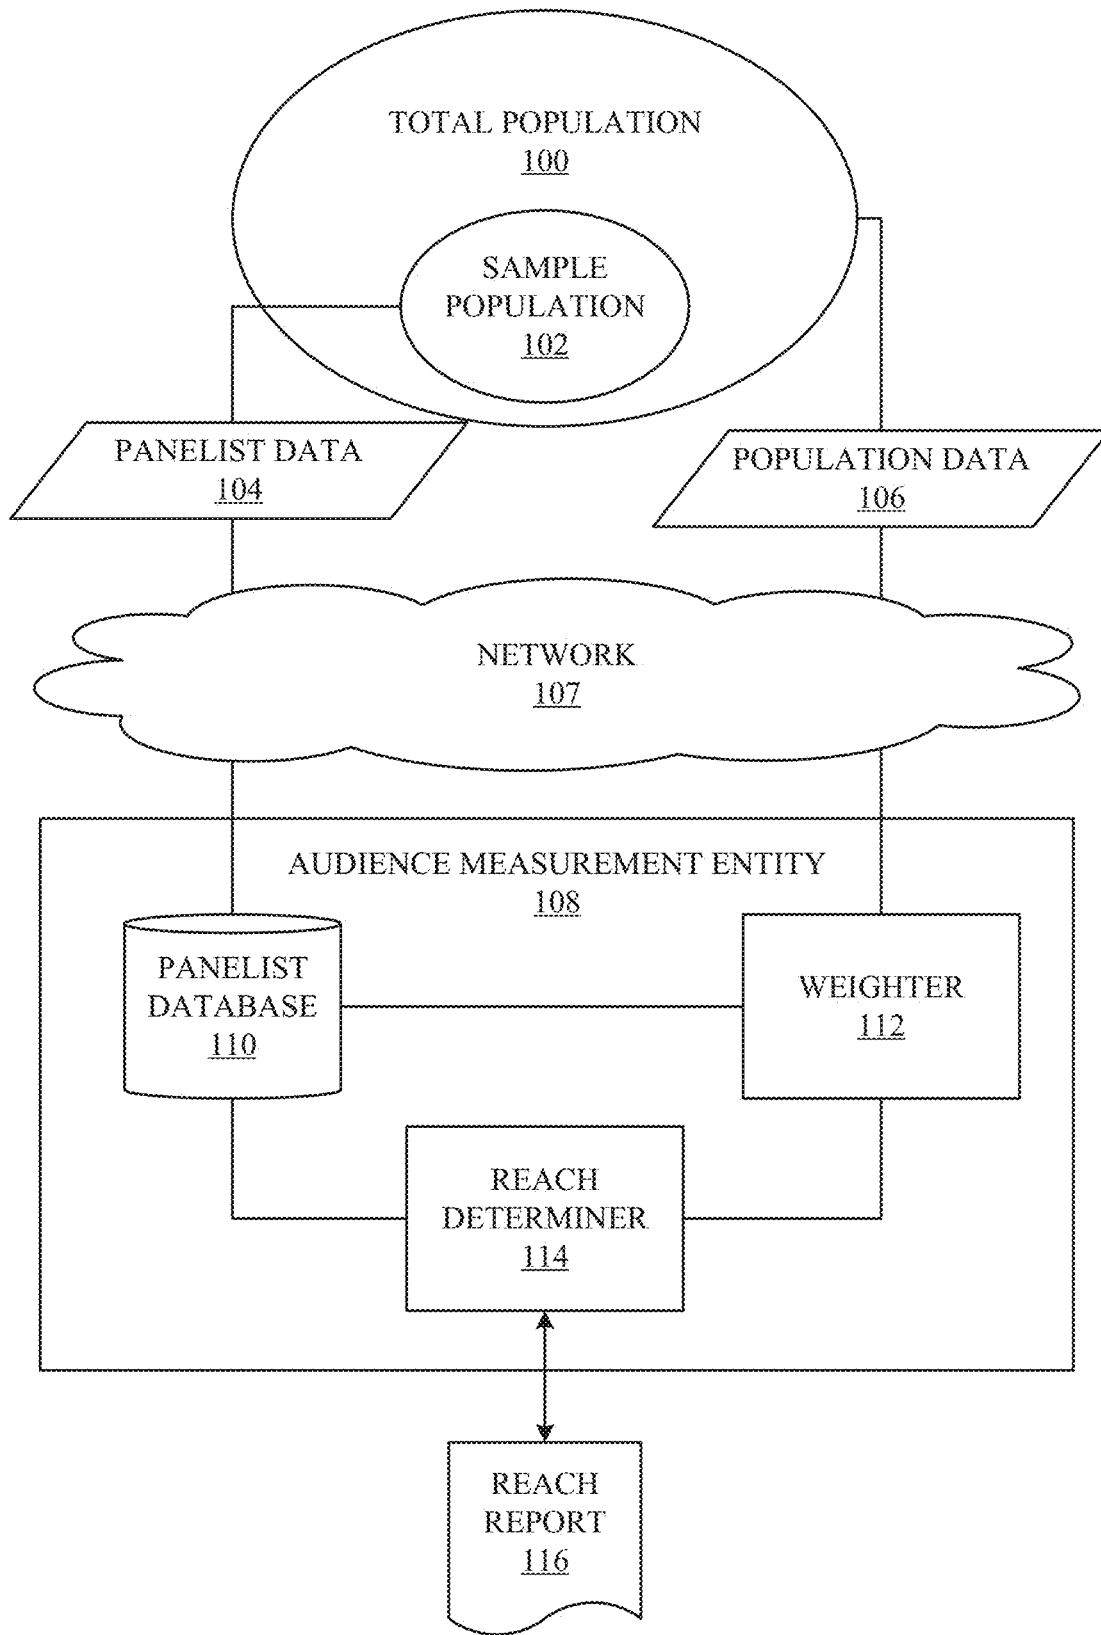 TOTAL POPULATION
100
SAMPLE
POPULATION
102
PANELIST DATA
104
POPULATION DATA
106
NETWORK
107
AUDIENCE MEASUREMENT ENTITY
108
PANELIST
DATABASE
110
WEIGHTER
112
REACH
DETERMINER
114
REACH
REPORT
116